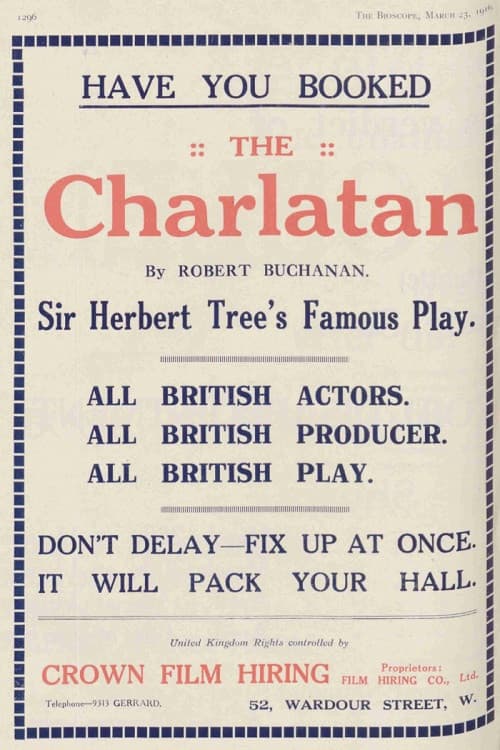 1296
THE BIOSCOPE, MARCH 23, 1916.
HAVE YOU BOOKED
:: THE ::
Charlatan
By ROBERT BUCHANAN.
Sir Herbert Tree's Famous Play.
ALL BRITISH ACTORS.
ALL BRITISH PRODUCER.
ALL BRITISH PLAY.
DON'T DELAY—FIX UP AT ONCE.
IT WILL PACK YOUR HALL.
United Kingdom Rights controlled by
CROWN FILM HIRING
Proprietors:
FILM HIRING CO., Ltd.
Telephone—9313 GERRARD.
52, WARDOUR STREET, W.